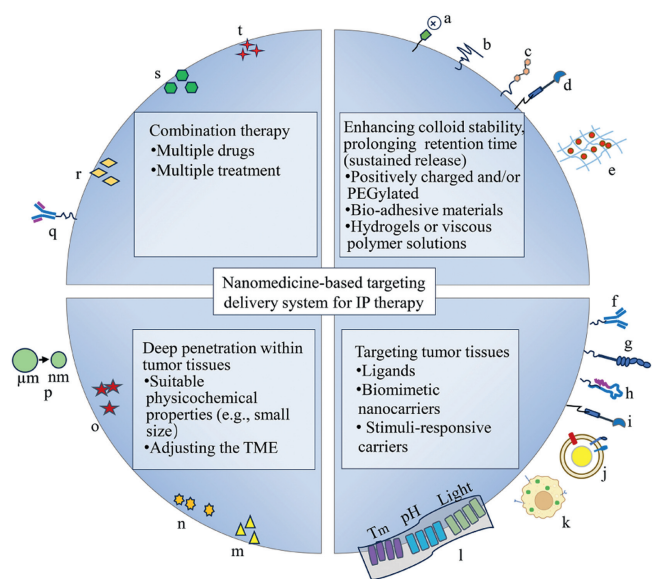 t
s
r
q
Combination therapy
•Multiple drugs
•Multiple treatment
a
b
c
d
e
Enhancing colloid stability,
prolonging retention time
(sustained release)
•Positively charged and/or
PEGylated
•Bio-adhesive materials
•Hydrogels or viscous
polymer solutions
Nanomedicine-based targeting
delivery system for IP therapy
Deep penetration within
tumor tissues
•Suitable
physicochemical
properties (e.g., small
size)
•Adjusting the TME
μm
nm
p
o
n
m
Targeting tumor tissues
•Ligands
•Biomimetic
nanocarriers
• Stimuli-responsive
carriers
f
g
h
i
j
k
Tm pH Light
l